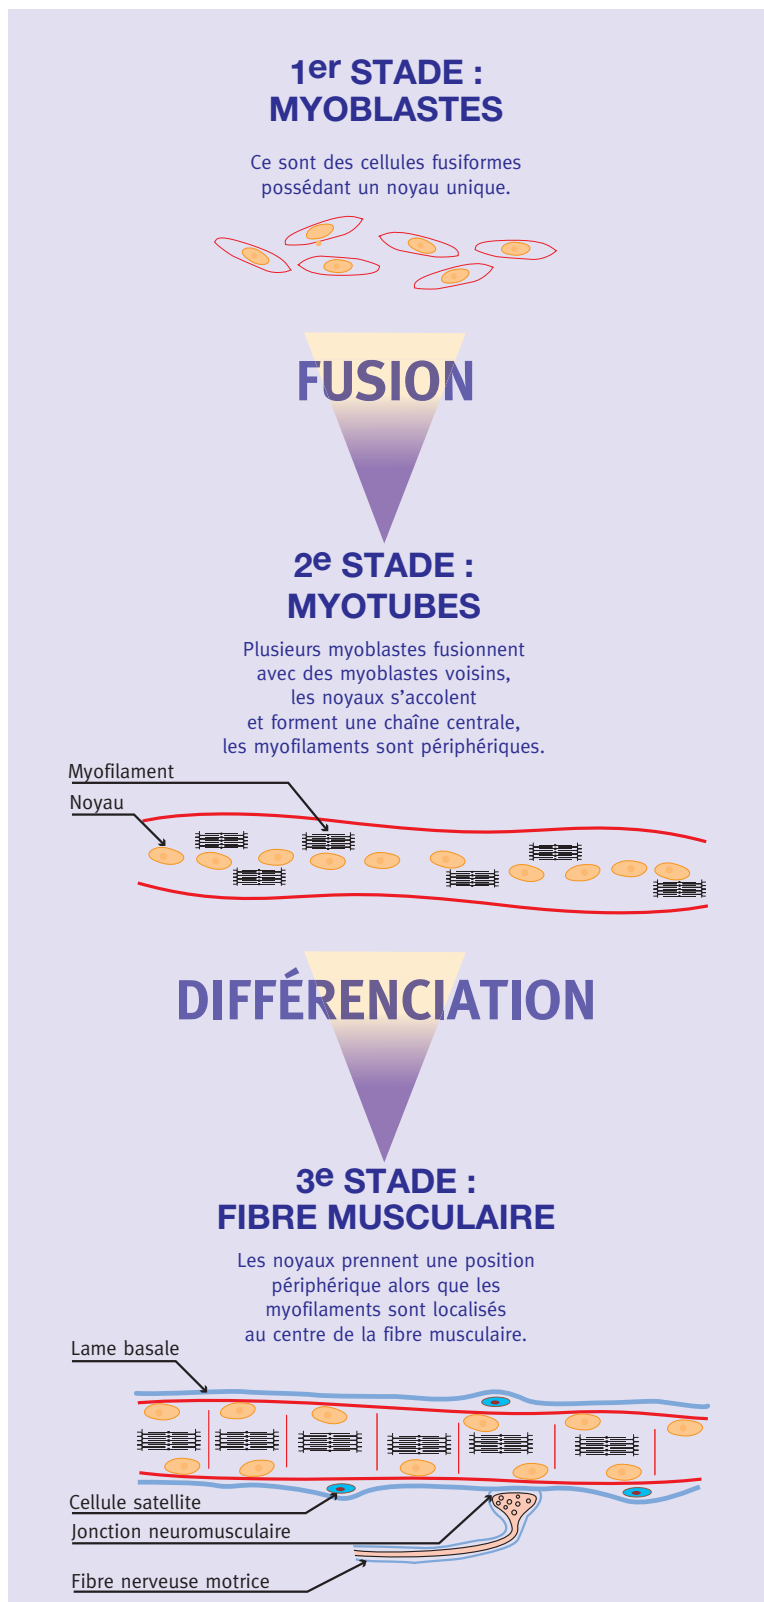 1er STADE :
MYOBLASTES
Ce sont des cellules fusiformes
possédant un noyau unique.
FUSION
2e STADE :
MYOTUBES
Plusieurs myoblastes fusionnent
avec des myoblastes voisins,
les noyaux s'accolent
et forment une chaîne centrale,
les myofilaments sont périphériques.
Myofilament
Noyau
DIFFÉRENCIATION
3e STADE :
FIBRE MUSCULAIRE
Les noyaux prennent une position
périphérique alors que les
myofilaments sont localisés
au centre de la fibre musculaire.
Lame basale
Cellule satellite
Jonction neuromusculaire
Fibre nerveuse motrice